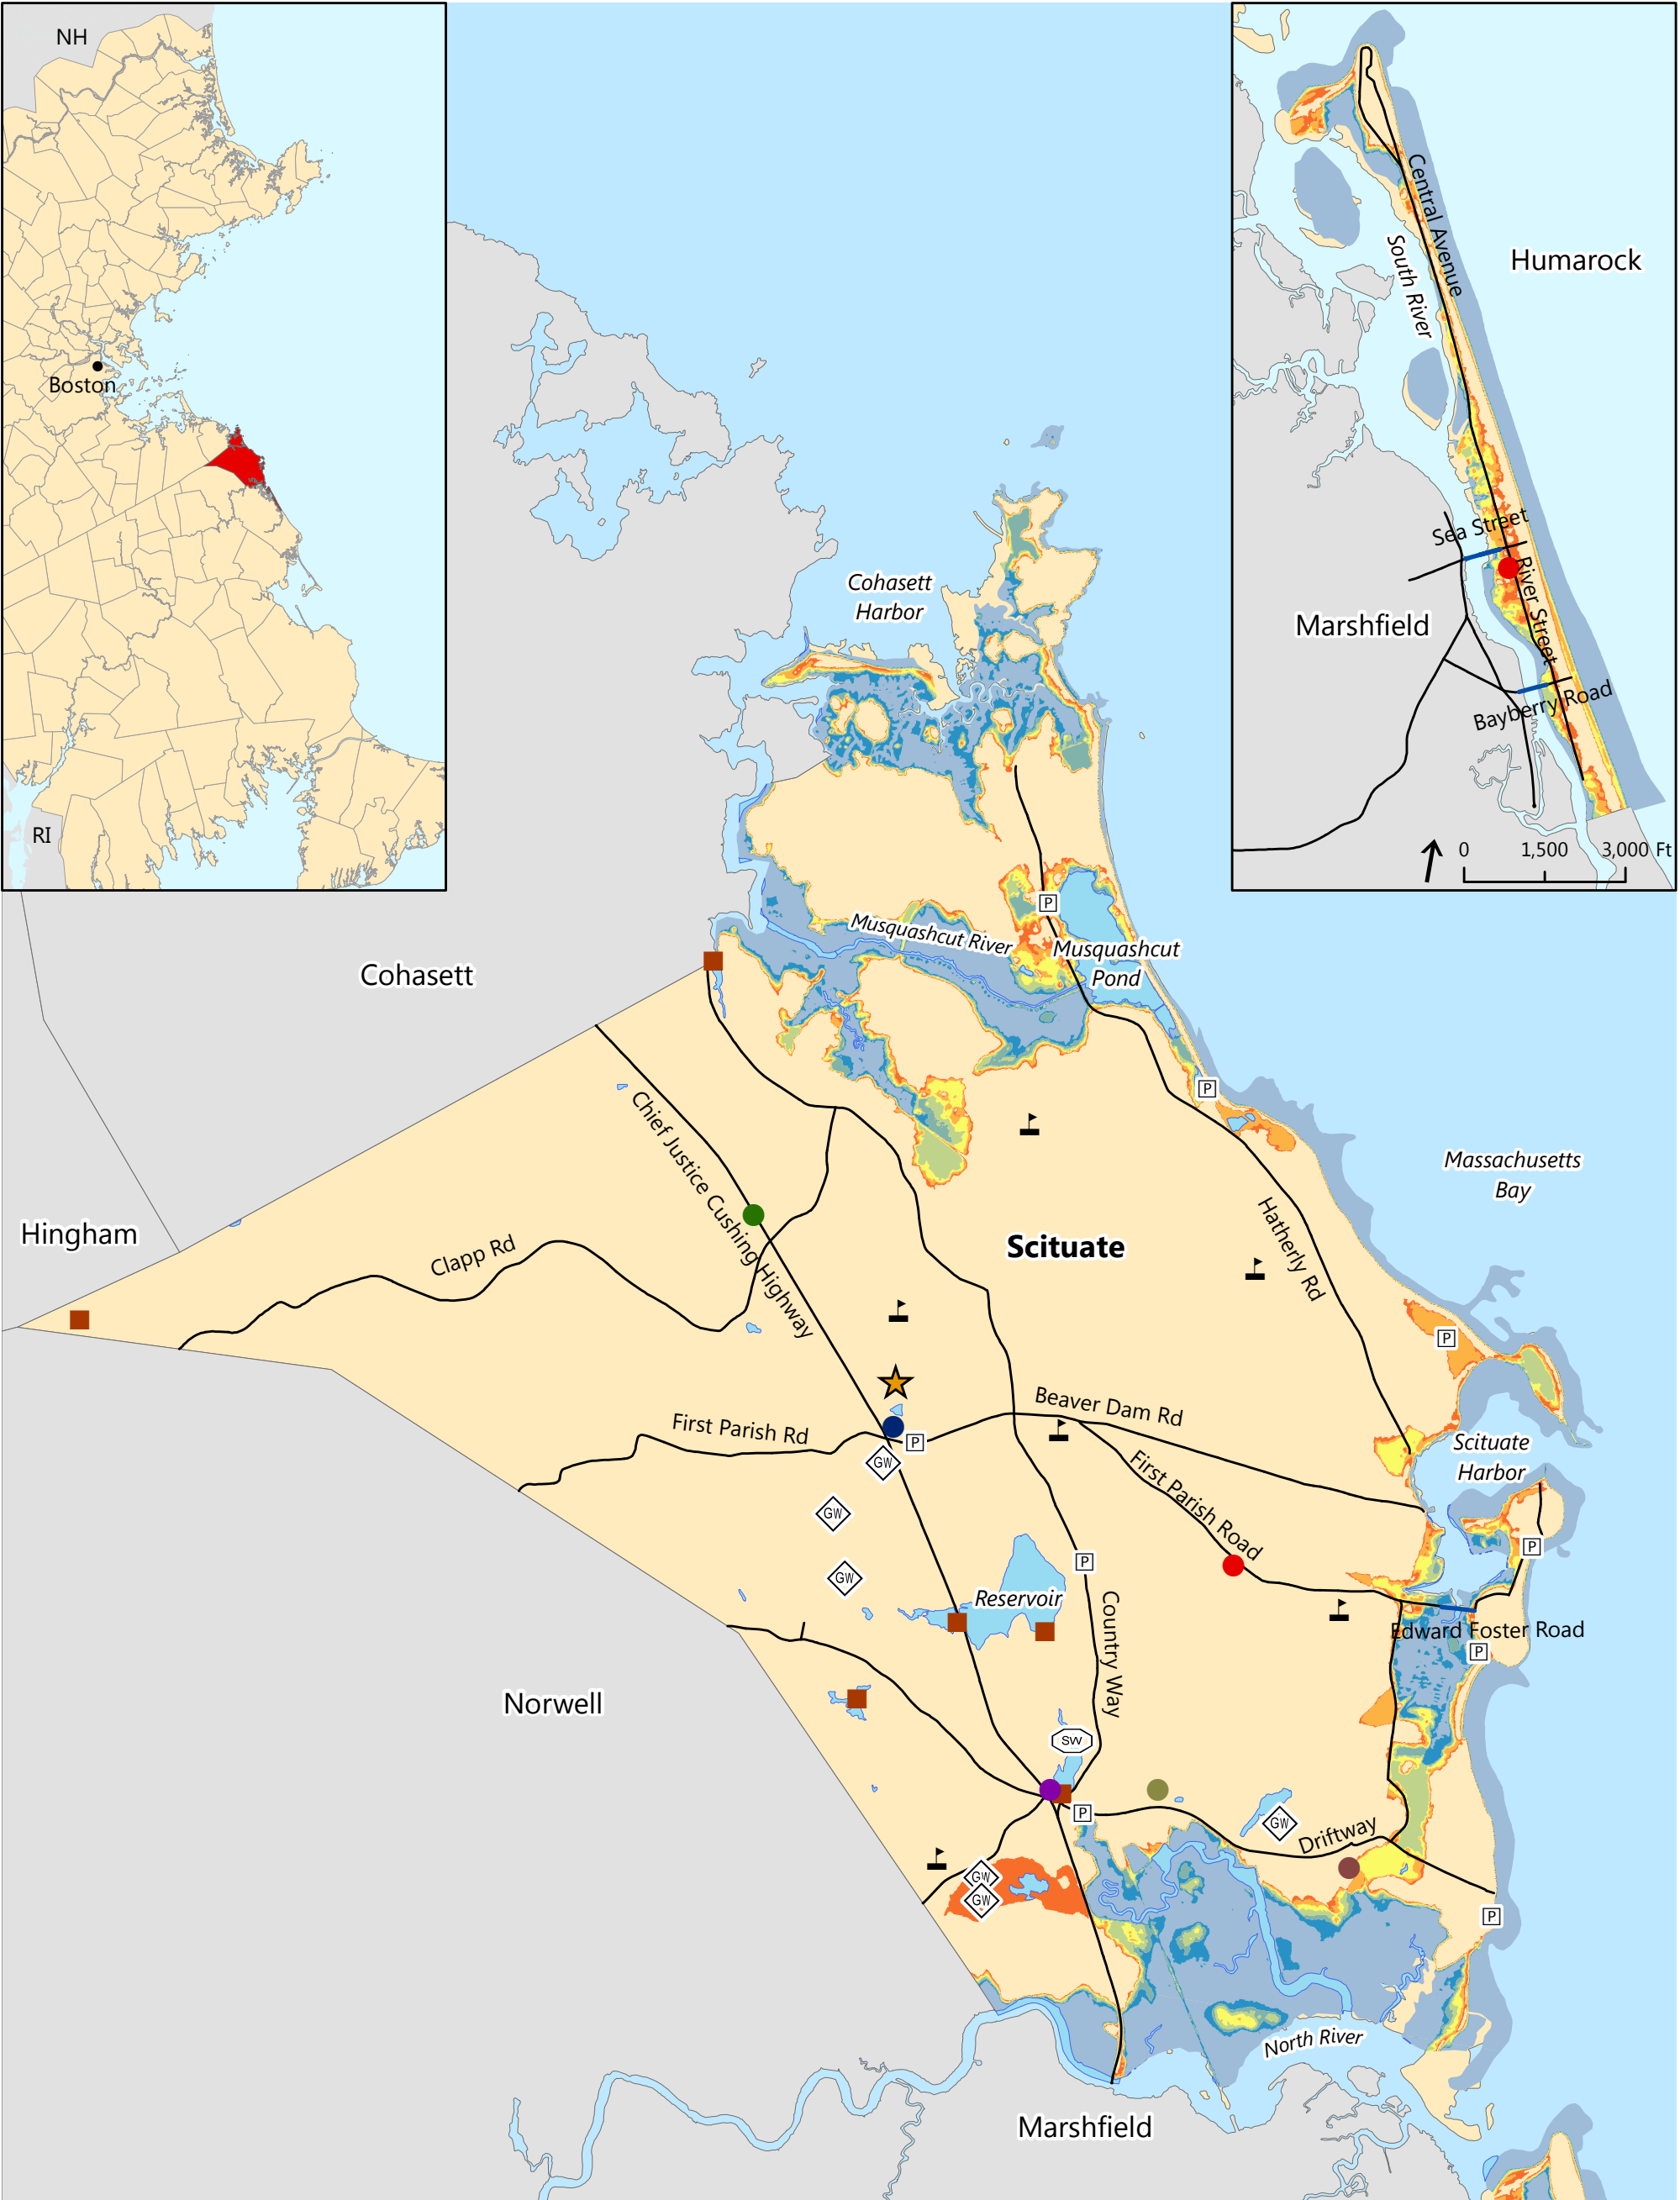 NH
Boston
RI
Central Avenue
South River
Humarock
Sea Street
River Street
Marshfield
Bayberry Road
0 1,500 3,000 Ft
Cohasett
Harbor
P
Musquashcut River
Musquashcut
Pond
Cohasett
P
Chief Justice Cushing Highway
Massachusetts
Bay
Hingham
Clapp Rd
Scituate
Hatherly Rd
P
First Parish Rd
Beaver Dam Rd
P
GW
Scituate
Harbor
First Parish Road
GW
P
P
GW
Reservoir
Country Way
Edward Foster Road
P
Norwell
SW
P
GW
Driftway
GW
GW
P
North River
Marshfield